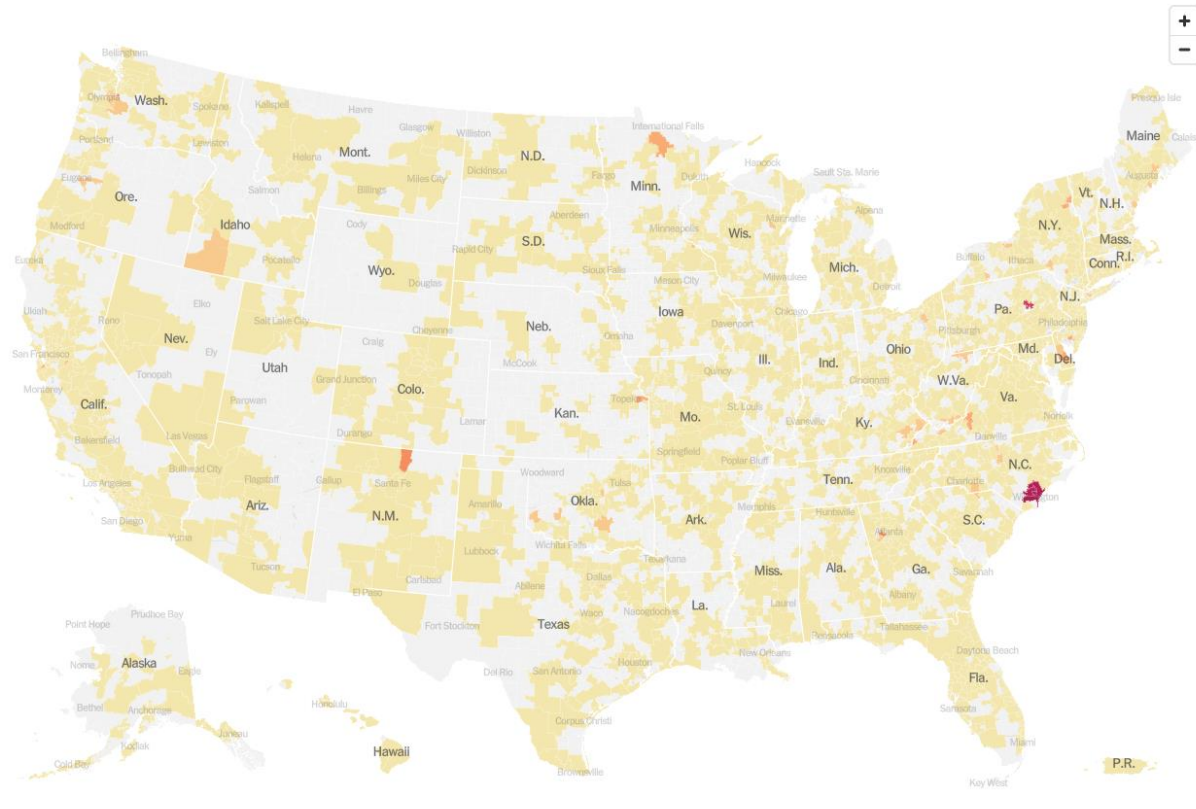 +
−
Bellingham
Olympia
Wash.
Spokane
Kalispell
Havre
Glasgow
Williston
International Falls
Presque Isle
Portland
Lewiston
Helena
Mont.
Miles City
Dickinson
N.D.
Fargo
Minn.
Duluth
Hancock
Sault Ste. Marie
Maine
Calais
Augusta
Eugene
Ore.
Salmon
Billings
Vt.
N.H.
Medford
Idaho
Cody
Aberdeen
Minneapolis
Wis.
Marinette
Alpena
N.Y.
Mass.
Eureka
Pocatello
Wyo.
Rapid City
S.D.
Sioux Falls
Mason City
Milwaukee
Mich.
Detroit
Buffalo
Ithaca
Conn.
R.I.
Douglas
Ukiah
Elko
Reno
Salt Lake City
Cheyenne
Neb.
Iowa
Omaha
Davenport
Chicago
Pa.
N.J.
Pittsburgh
Philadelphia
San Francisco
Nev.
Ely
Utah
Craig
McCook
Ill.
Ind.
Ohio
Md.
Del.
Monterey
Tonopah
Parowan
Grand Junction
Colo.
Topeka
Quincy
Cincinnati
W.Va.
Calif.
Kan.
Mo.
St. Louis
Evansville
Ky.
Va.
Norfolk
Bakersfield
Las Vegas
Durango
Lamar
Springfield
Poplar Bluff
Danville
Los Angeles
Bullhead City
Flagstaff
Gallup
Santa Fe
Woodward
Tulsa
Tenn.
Knoxville
N.C.
Charlotte
Wilmington
San Diego
Ariz.
N.M.
Amarillo
Okla.
Ark.
Memphis
Huntsville
S.C.
Yuma
Tucson
Lubbock
Wichita Falls
Texarkana
Atlanta
Carlsbad
El Paso
Abilene
Dallas
Miss.
Ala.
Ga.
Savannah
Prudhoe Bay
Point Hope
Fort Stockton
Texas
Waco
Nacogdoches
La.
Laurel
Albany
Tallahassee
Pensacola
Nome
Alaska
Eagle
Del Rio
San Antonio
Houston
New Orleans
Daytona Beach
Fla.
Bethel
Anchorage
Honolulu
Corpus Christi
Sarasota
Kodiak
Juneau
Hawaii
Miami
Cold Bay
Brownsville
Key West
P.R.